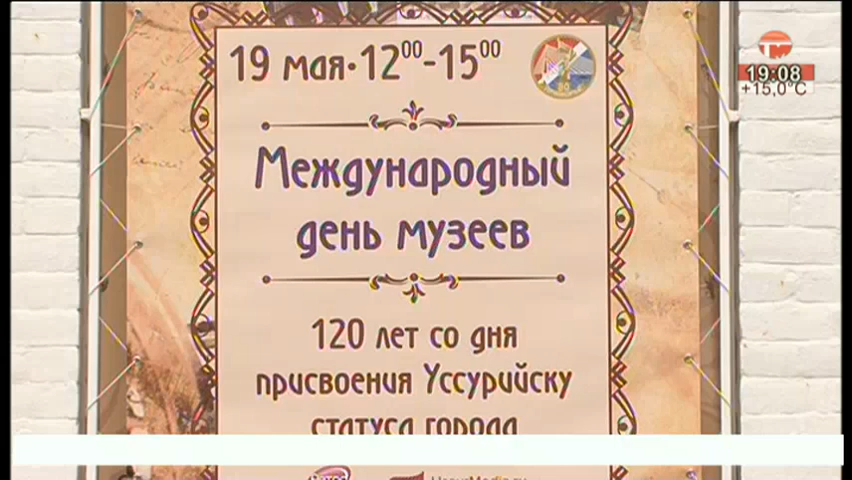 19 мая·12⁰⁰-15⁰⁰
19:08
+15,0°C
Международный
день музеев
120 лет со дня
присвоения Уссурийску
статуса города